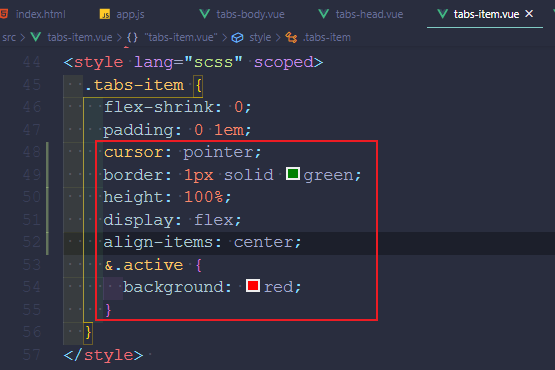 index.html app.js tabs-body.vue tabs-head.vue tabs-item.vue ×
src > tabs-item.vue > {} "tabs-item.vue" > style > .tabs-item
44 <style lang="scss" scoped>
45 .tabs-item {
46 flex-shrink: 0;
47 padding: 0 1em;
48 cursor: pointer;
49 border: 1px solid green;
50 height: 100%;
51 display: flex;
52 align-items: center;
53 &.active {
54 background: red;
55 }
56 }
57 </style>